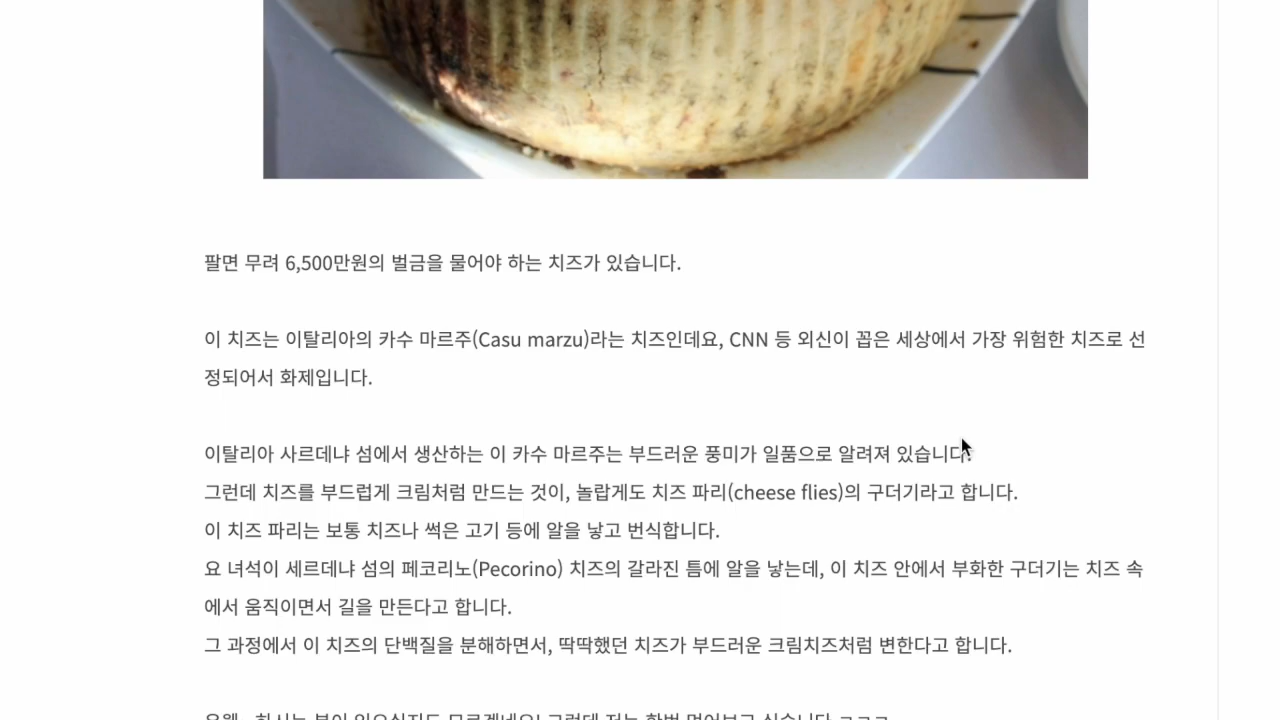 팔면 무려 6,500만원의 벌금을 물어야 하는 치즈가 있습니다.
이 치즈는 이탈리아의 카수 마르주(Casu marzu)라는 치즈인데요, CNN 등 외신이 꼽은 세상에서 가장 위험한 치즈로 선
정되어서 화제입니다.
이탈리아 사르데냐 섬에서 생산하는 이 카수 마르주는 부드러운 풍미가 일품으로 알려져 있습니다.
그런데 치즈를 부드럽게 크림처럼 만드는 것이, 놀랍게도 치즈 파리(cheese flies)의 구더기라고 합니다.
이 치즈 파리는 보통 치즈나 썩은 고기 등에 알을 낳고 번식합니다.
요 녀석이 세르데냐 섬의 페코리노(Pecorino) 치즈의 갈라진 틈에 알을 낳는데, 이 치즈 안에서 부화한 구더기는 치즈 속
에서 움직이면서 길을 만든다고 합니다.
그 과정에서 이 치즈의 단백질을 분해하면서, 딱딱했던 치즈가 부드러운 크림치즈처럼 변한다고 합니다.